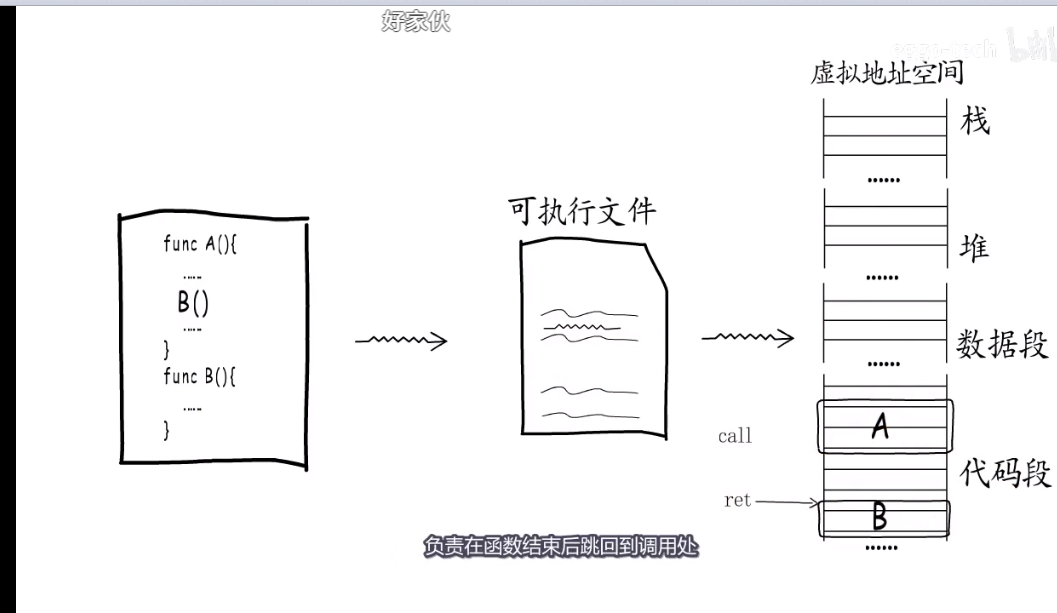 好家伙
虚拟地址空间
栈
......
可执行文件
func A(){
.....
B()
.....
}
func B(){
.....
}
堆
......
数据段
......
call
A
代码段
ret
B
......
负责在函数结束后跳回到调用处